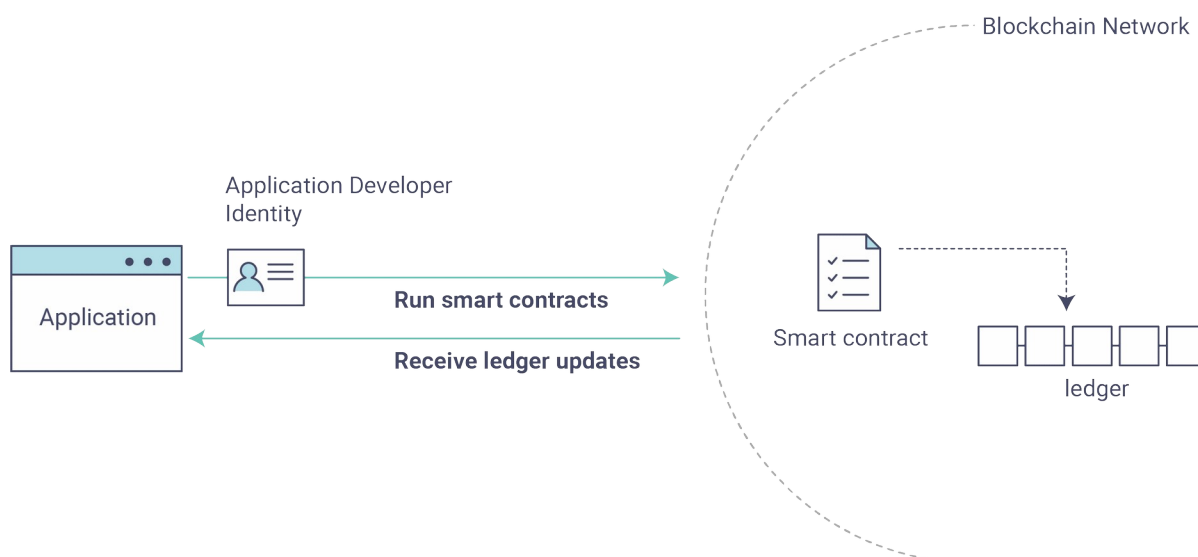 Blockchain Network
Application Developer
Identity
Application
Run smart contracts
Receive ledger updates
Smart contract
ledger